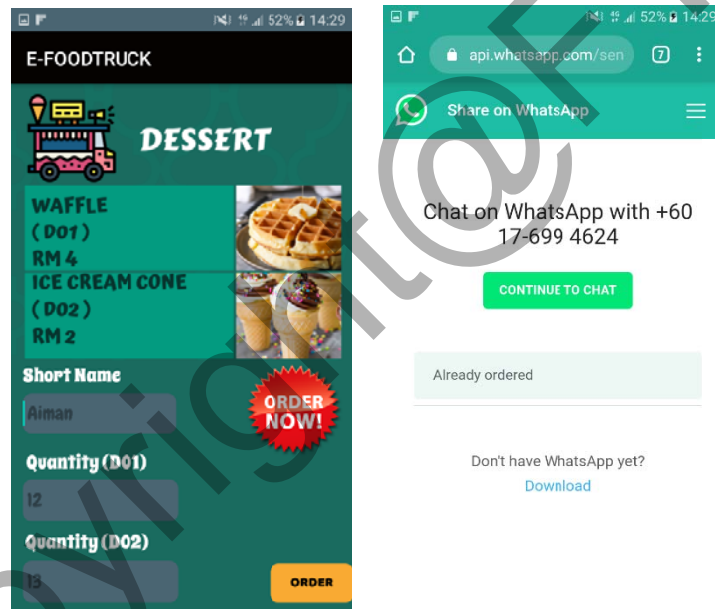 52% 14:29
E-FOODTRUCK
DESSERT
WAFFLE
(D01)
RM 4
ICE CREAM CONE
(D02)
RM 2
Short Name
Aiman
ORDER
NOW!
Quantity (D01)
12
Quantity (D02)
13
ORDER
52% 14:29
api.whatsapp.com/sen
7
Share on WhatsApp
Chat on WhatsApp with +60
17-699 4624
CONTINUE TO CHAT
Already ordered
Don't have WhatsApp yet?
Download
opyright@F